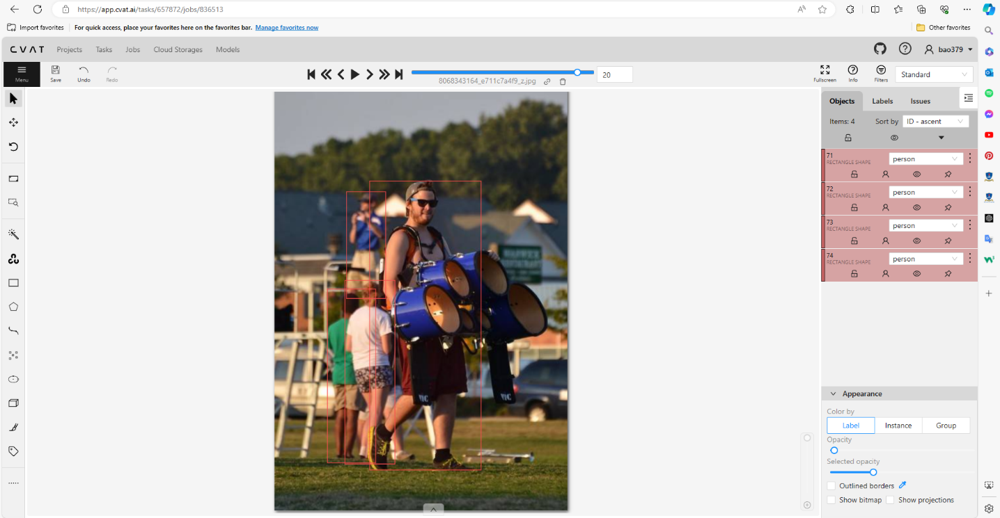 https://app.cvat.ai/tasks/657872/jobs/836513
Import favorites
For quick access, place your favorites here on the favorites bar. Manage favorites now
Other favorites
CVAT
Projects
Tasks
Jobs
Cloud Storages
Models
bao379
Menu
Save
Undo
Redo
20
8068343164_e711c7a4f9_z.jpg
Fullscreen
Info
Filters
Standard
Objects
Labels
Issues
Items: 4
Sort by
ID - ascent
71
RECTANGLE SHAPE
person
72
RECTANGLE SHAPE
person
73
RECTANGLE SHAPE
person
74
RECTANGLE SHAPE
person
VIC
VIC
Appearance
Color by
Label
Instance
Group
Opacity
Selected opacity
Outlined borders
Show bitmap
Show projections